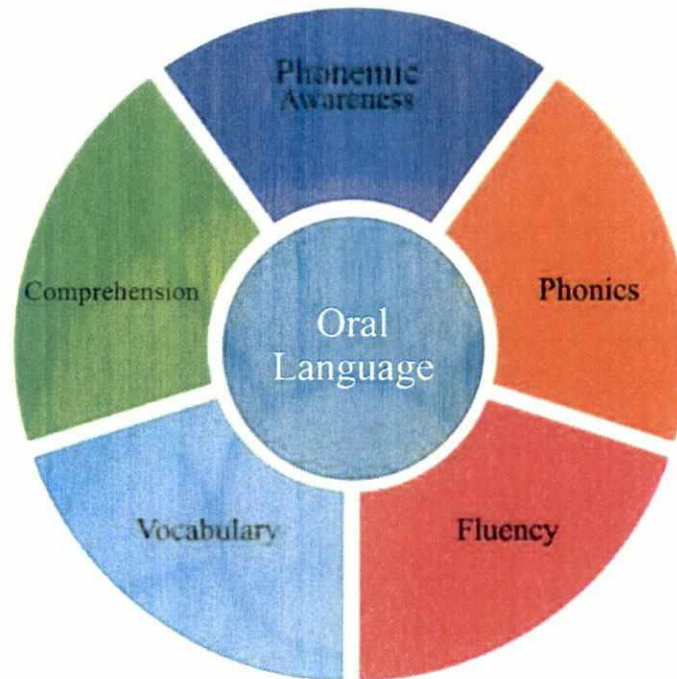 Phonemic
Awareness
Phonics
Fluency
Vocabulary
Comprehension
Oral
Language